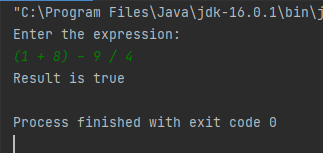 "C:\Program Files\Java\jdk-16.0.1\bin\j
Enter the expression:
(1 + 8) - 9 / 4
Result is true
Process finished with exit code 0